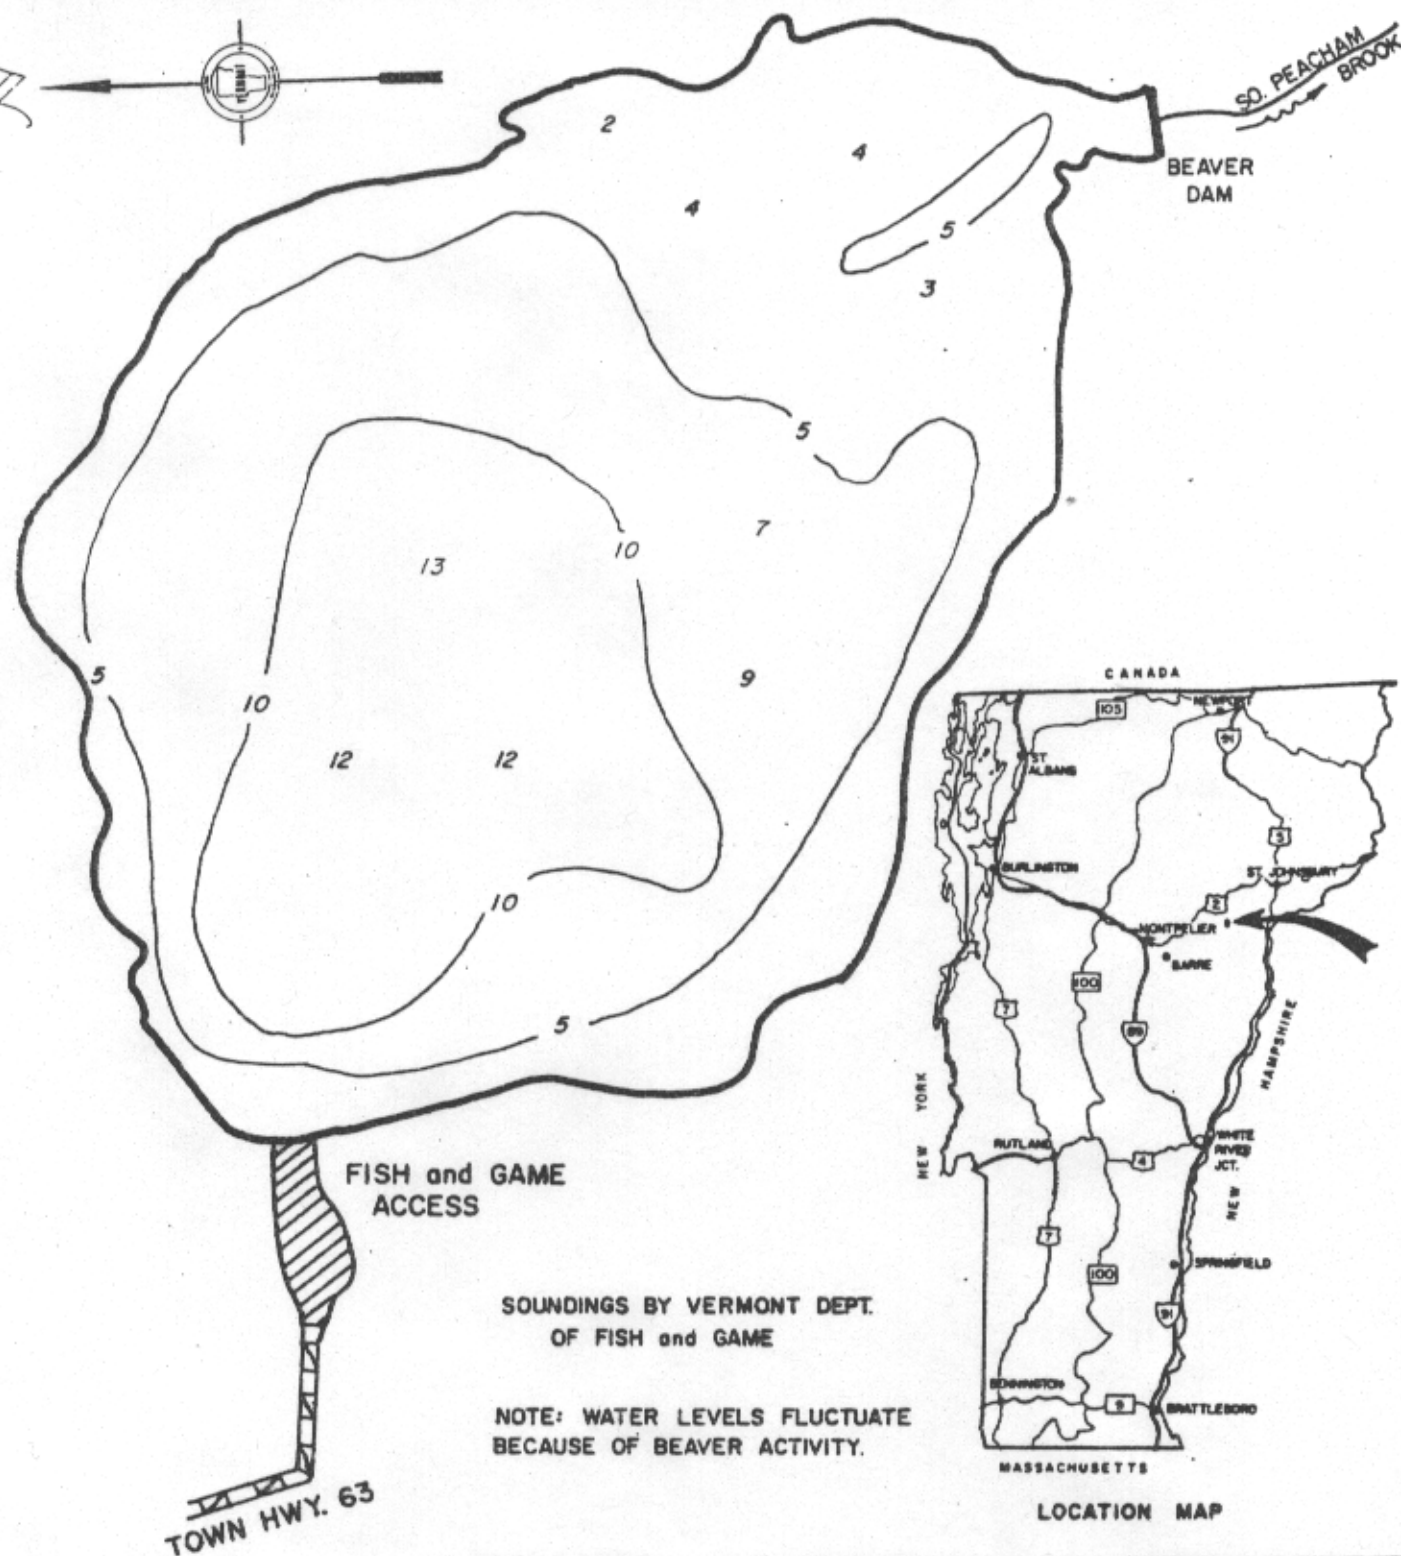 SO. PEACHAM
BROOK
BEAVER
DAM
2
4
4
5
3
5
7
10
13
5
9
10
12
12
10
5
FISH and GAME
ACCESS
SOUNDINGS BY VERMONT DEPT.
OF FISH and GAME
NOTE: WATER LEVELS FLUCTUATE
BECAUSE OF BEAVER ACTIVITY.
TOWN HWY. 63
CANADA
105
NEWPORT
91
ST
ALBANS
5
BURLINGTON
ST. JOHNSBURY
2
MONTPELIER
BARRE
100
7
89
NEW YORK
NEW HAMPSHIRE
RUTLAND
4
WHITE
RIVER
JCT.
7
100
SPRINGFIELD
91
BENNINGTON
9
BRATTLEBORO
MASSACHUSETTS
LOCATION MAP